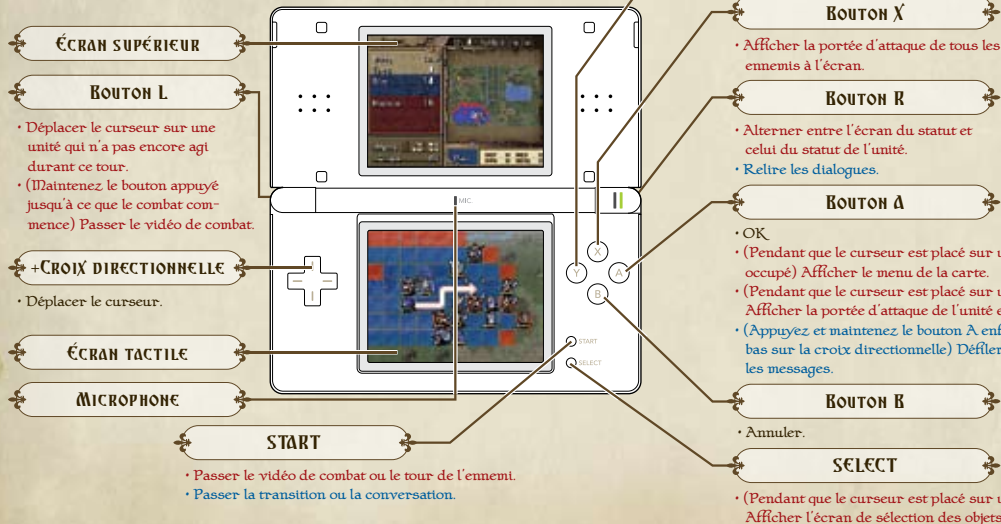 ÉCRAN SUPÉRIEUR
BOUTON L
• Déplacer le curseur sur une
unité qui n'a pas encore agi
durant ce tour.
• (Maintenez le bouton appuyé
jusqu'à ce que le combat com-
mence) Passer le vidéo de combat.
+CROIX DIRECTIONNELLE
• Déplacer le curseur.
ÉCRAN TACTILE
MICROPHONE
START
• Passer le vidéo de combat ou le tour de l'ennemi.
• Passer la transition ou la conversation.
MIC.
X
Y
A
B
START
SELECT
BOUTON X
• Afficher la portée d'attaque de tous les
ennemis à l'écran.
BOUTON R
• Alterner entre l'écran du statut et
celui du statut de l'unité.
• Relire les dialogues.
BOUTON A
• OK
• (Pendant que le curseur est placé sur
occupé) Afficher le menu de la carte.
• (Pendant que le curseur est placé sur
Afficher la portée d'attaque de l'unité
• (Appuyez et maintenez le bouton A
bas sur la croix directionnelle) Défiler
les messages.
BOUTON B
• Annuler.
SELECT
• (Pendant que le curseur est placé sur
Afficher l'écran de sélection des objets